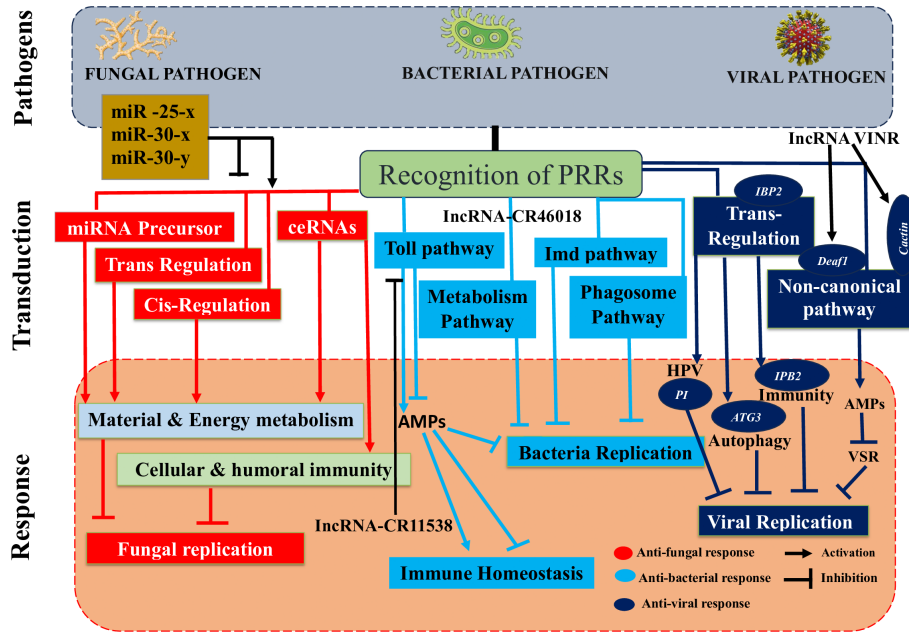 Pathogens
FUNGAL PATHOGEN
BACTERIAL PATHOGEN
VIRAL PATHOGEN
miR -25-x
miR-30-x
miR-30-y
Recognition of PRRs
lncRNA VINR
Transduction
miRNA Precursor
Trans Regulation
Cis-Regulation
ceRNAs
lncRNA-CR46018
Toll pathway
Metabolism
Pathway
Imd pathway
Phagosome
Pathway
IBP2
Trans-
Regulation
Cactin
Deaf1
Non-canonical
pathway
Response
Material & Energy metabolism
Cellular & humoral immunity
Fungal replication
AMPs
lncRNA-CR11538
Immune Homeostasis
Bacteria Replication
HPV
PI
ATG3
Autophagy
IPB2
Immunity
AMPs
VSR
Viral Replication
Anti-fungal response
Activation
Anti-bacterial response
Inhibition
Anti-viral response